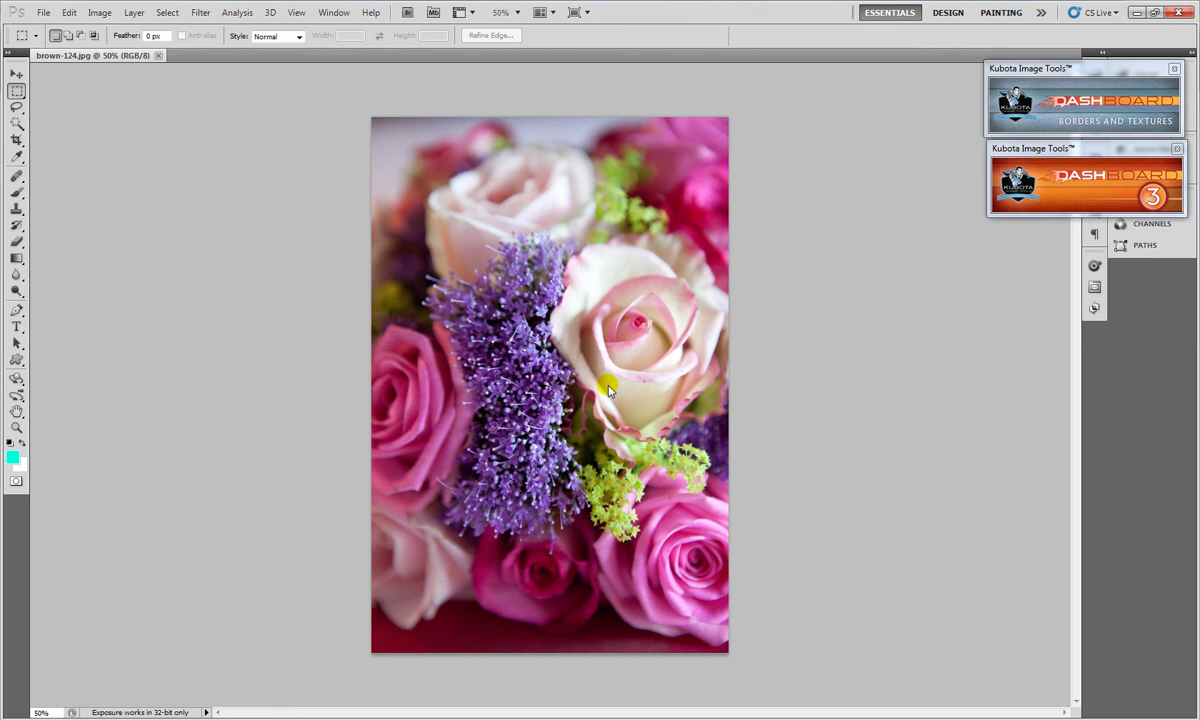 Ps File Edit Image Layer Select Filter Analysis 3D View Window Help Br Mb 50% ESSENTIALS DESIGN PAINTING CS Live
Feather: 0 px Anti-alias Style: Normal Width: Height: Refine Edge...
brown-124.jpg @ 50% (RGB/8)
Kubota Image Tools™
KUBOTA DASHBOARD
BORDERS AND TEXTURES
Kubota Image Tools™
KUBOTA DASHBOARD
3
CHANNELS
PATHS
T
50% Exposure works in 32-bit only